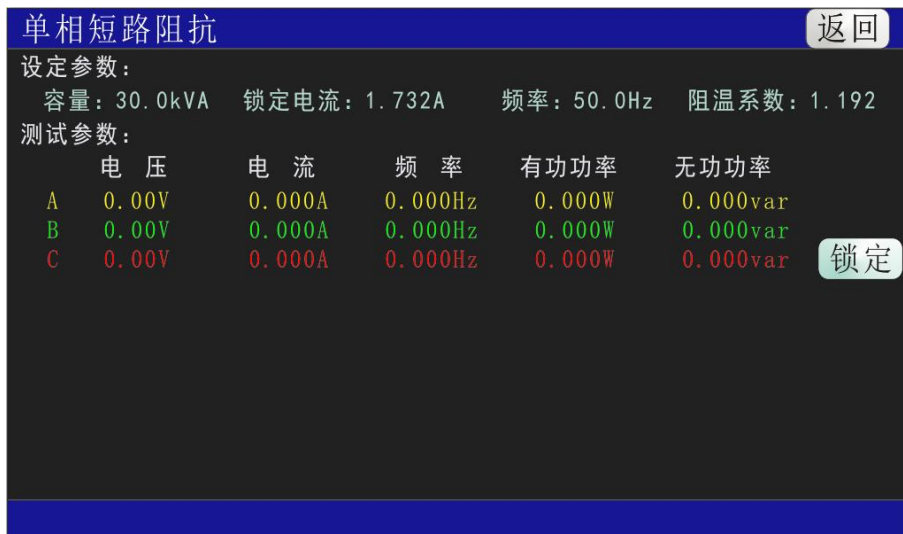 单相短路阻抗 返回
设定参数:
容量: 30.0kVA 锁定电流: 1.732A 频率: 50.0Hz 阻温系数: 1.192
测试参数:
电 压 电 流 频 率 有功功率 无功功率
A 0.00V 0.000A 0.000Hz 0.000W 0.000var
B 0.00V 0.000A 0.000Hz 0.000W 0.000var
C 0.00V 0.000A 0.000Hz 0.000W 0.000var 锁定